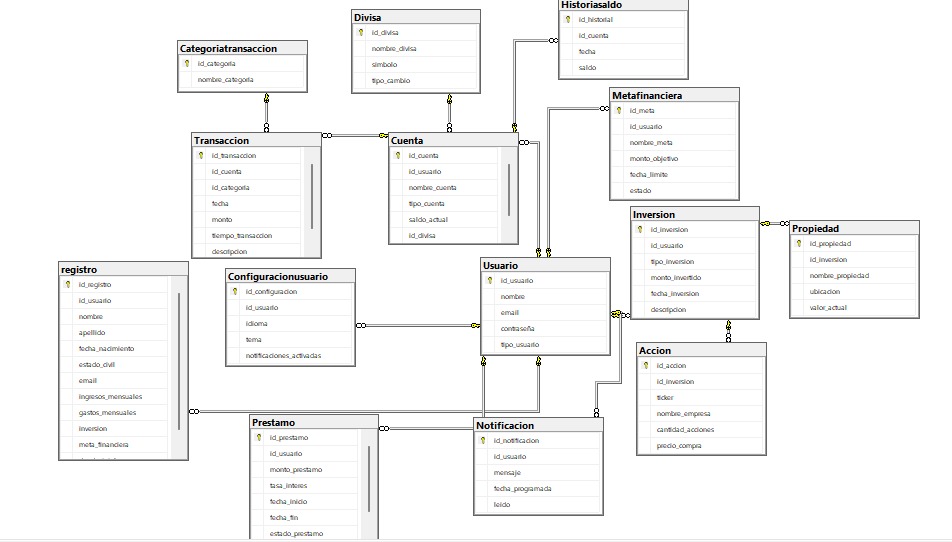 Historiasaldo
id_historial
id_cuenta
fecha
saldo
Divisa
id_divisa
nombre_divisa
simbolo
tipo_cambio
Categoriatransaccion
id_categoria
nombre_categoria
Metafinanciera
id_meta
id_usuario
nombre_meta
monto_objetivo
fecha_limite
estado
Transaccion
id_transaccion
id_cuenta
id_categoria
fecha
monto
tiempo_transaccion
descripcion
Cuenta
id_cuenta
id_usuario
nombre_cuenta
tipo_cuenta
saldo_actual
id_divisa
Inversion
id_inversion
id_usuario
tipo_inversion
monto_invertido
fecha_inversion
descripcion
Propiedad
id_propiedad
id_inversion
nombre_propiedad
ubicacion
valor_actual
registro
id_registro
id_usuario
nombre
apellido
fecha_nacimiento
estado_civil
email
ingresos_mensuales
gastos_mensuales
inversion
meta_financiera
Configuracionusuario
id_configuracion
id_usuario
idioma
tema
notificaciones_activadas
Usuario
id_usuario
nombre
email
contraseña
tipo_usuario
Accion
id_accion
id_inversion
ticker
nombre_empresa
cantidad_acciones
precio_compra
Prestamo
id_prestamo
id_usuario
monto_prestamo
tasa_interes
fecha_inicio
fecha_fin
estado_prestamo
Notificacion
id_notificacion
id_usuario
mensaje
fecha_programada
leido